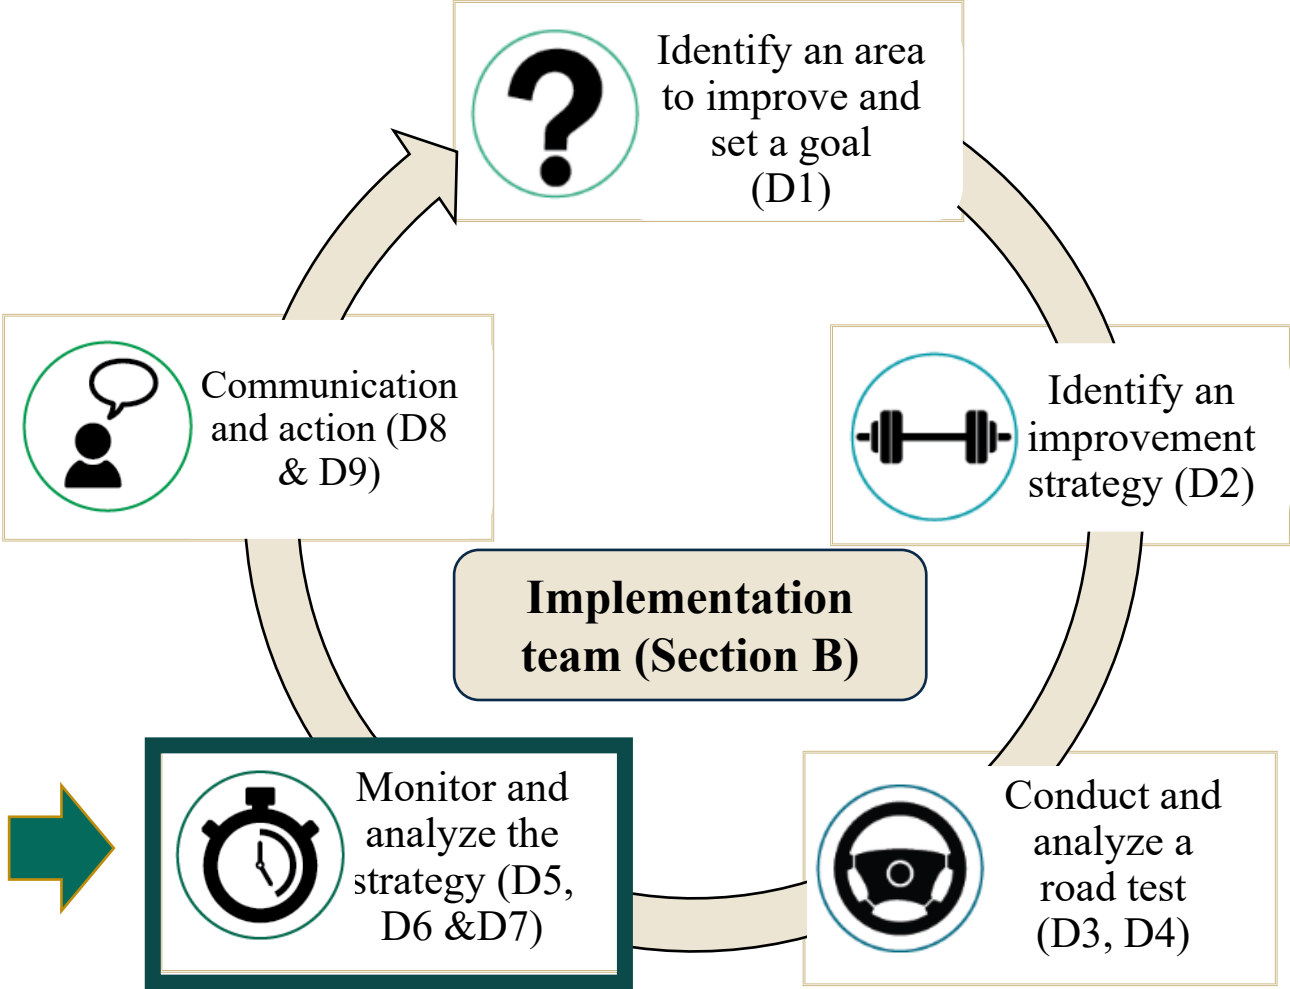 Identify an area
to improve and
set a goal
(D1)
Identify an
improvement
strategy (D2)
Conduct and
analyze a
road test
(D3, D4)
Monitor and
analyze the
strategy (D5,
D6 &D7)
Communication
and action (D8
& D9)
Implementation
team (Section B)